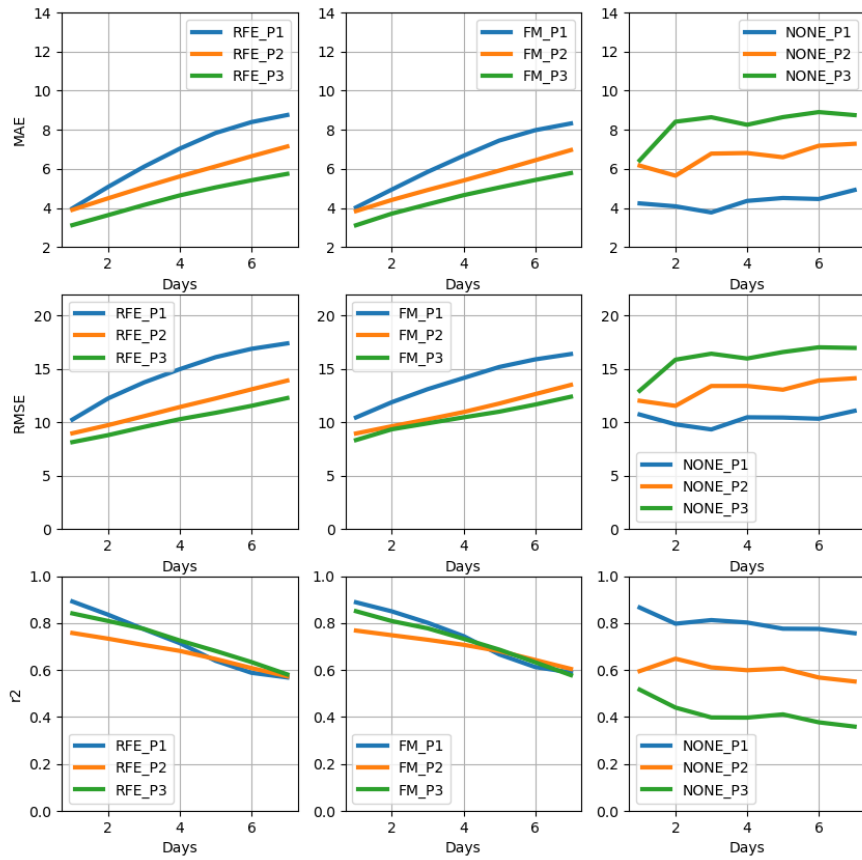 14
12
10
8
6
4
2
MAE
RFE_P1
RFE_P2
RFE_P3
2
4
6
Days
14
12
10
8
6
4
2
FM_P1
FM_P2
FM_P3
2
4
6
Days
14
12
10
8
6
4
2
NONE_P1
NONE_P2
NONE_P3
2
4
6
Days
20
15
10
5
0
RMSE
RFE_P1
RFE_P2
RFE_P3
2
4
6
Days
20
15
10
5
0
FM_P1
FM_P2
FM_P3
2
4
6
Days
20
15
10
5
0
NONE_P1
NONE_P2
NONE_P3
2
4
6
Days
1.0
0.8
0.6
0.4
0.2
0.0
r2
RFE_P1
RFE_P2
RFE_P3
2
4
6
Days
1.0
0.8
0.6
0.4
0.2
0.0
FM_P1
FM_P2
FM_P3
2
4
6
Days
1.0
0.8
0.6
0.4
0.2
0.0
NONE_P1
NONE_P2
NONE_P3
2
4
6
Days